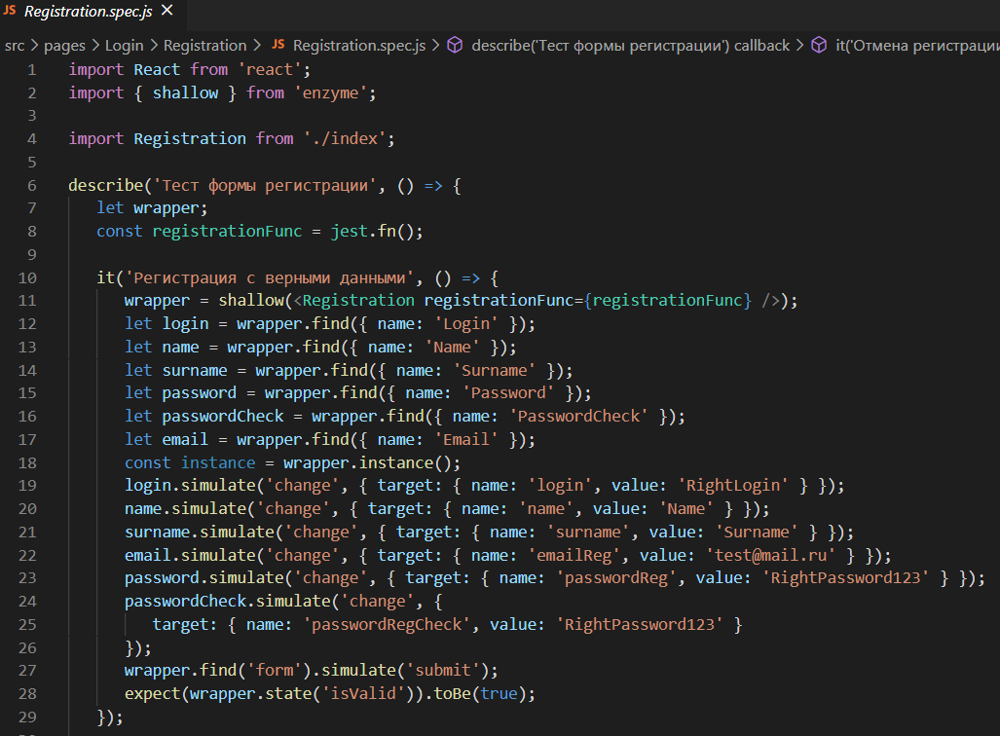 JS Registration.spec.js ×
src > pages > Login > Registration > JS Registration.spec.js > describe('Тест формы регистрации') callback > it('Отмена регистрации
1 import React from 'react';
2 import { shallow } from 'enzyme';
3
4 import Registration from './index';
5
6 describe('Тест формы регистрации', () => {
7 let wrapper;
8 const registrationFunc = jest.fn();
9
10 it('Регистрация с верными данными', () => {
11 wrapper = shallow(<Registration registrationFunc={registrationFunc} />);
12 let login = wrapper.find({ name: 'Login' });
13 let name = wrapper.find({ name: 'Name' });
14 let surname = wrapper.find({ name: 'Surname' });
15 let password = wrapper.find({ name: 'Password' });
16 let passwordCheck = wrapper.find({ name: 'PasswordCheck' });
17 let email = wrapper.find({ name: 'Email' });
18 const instance = wrapper.instance();
19 login.simulate('change', { target: { name: 'login', value: 'RightLogin' } });
20 name.simulate('change', { target: { name: 'name', value: 'Name' } });
21 surname.simulate('change', { target: { name: 'surname', value: 'Surname' } });
22 email.simulate('change', { target: { name: 'emailReg', value: 'test@mail.ru' } });
23 password.simulate('change', { target: { name: 'passwordReg', value: 'RightPassword123' } });
24 passwordCheck.simulate('change', {
25 target: { name: 'passwordRegCheck', value: 'RightPassword123' }
26 });
27 wrapper.find('form').simulate('submit');
28 expect(wrapper.state('isValid')).toBe(true);
29 });